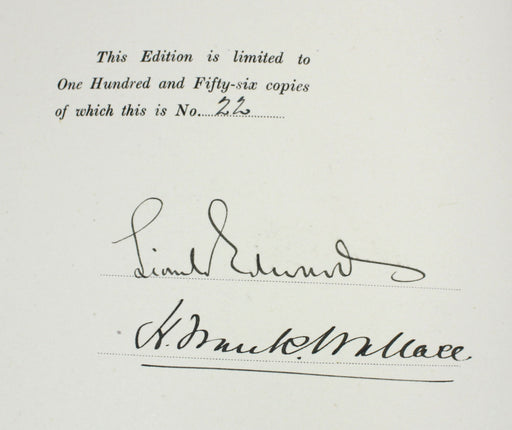 This Edition is limited to
One Hundred and Fifty-six copies
of which this is No. 22
Lionel Edwards
H. Frank Wallace